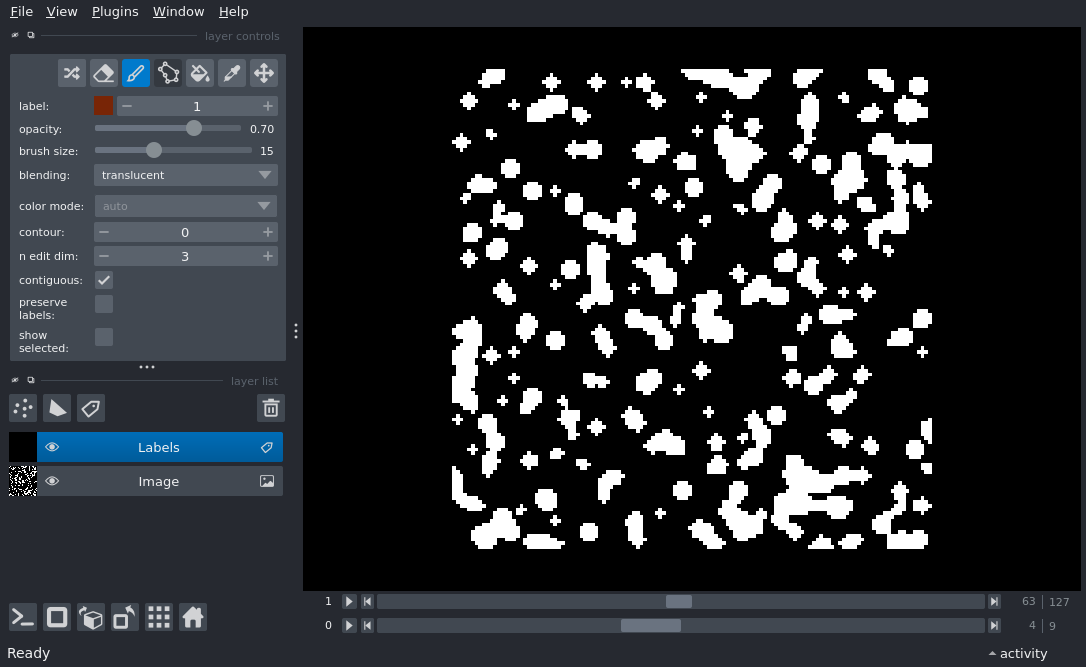 File View Plugins Window Help
layer controls
label: 1
opacity: 0.70
brush size: 15
blending: translucent
color mode: auto
contour: 0
n edit dim: 3
contiguous:
preserve
labels:
show
selected:
layer list
Labels
Image
1 63 127
0 4 9
Ready activity